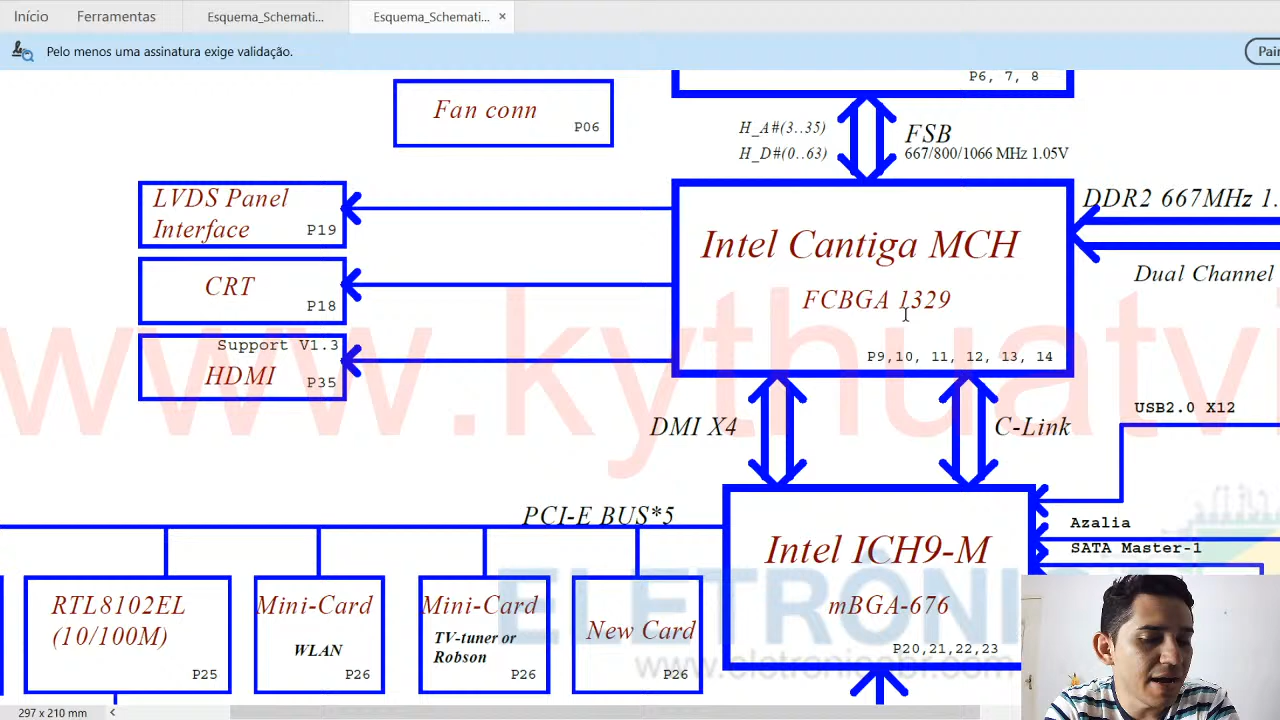 Início
Ferramentas
Esquema_Schemati...
Esquema_Schemati...
Pelo menos uma assinatura exige validação.
P6, 7, 8
Fan conn
P06
H_A#(3..35)
H_D#(0..63)
FSB
667/800/1066 MHz 1.05V
LVDS Panel
Interface
P19
CRT
P18
Support V1.3
HDMI
P35
Intel Cantiga MCH
FCBGA 1329
P9,10, 11, 12, 13, 14
DDR2 667MHz 1.
Dual Channel
www.kythuatv
DMI X4
C-Link
USB2.0 X12
PCI-E BUS*5
Azalia
SATA Master-1
Intel ICH9-M
mBGA-676
P20,21,22,23
RTL8102EL
(10/100M)
P25
Mini-Card
WLAN
P26
Mini-Card
TV-tuner or
Robson
P26
New Card
P26
ELETRÔNICA
297 x 210 mm